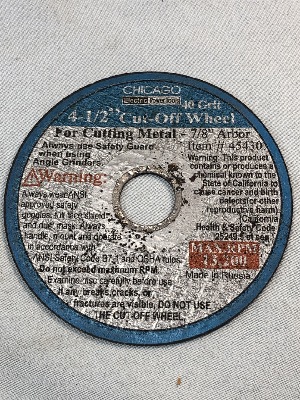 CHICAGO
Electric Power Tools
40 Grit
4-1/2" Cut-Off Wheel
For Cutting Metal - 7/8" Arbor
Always use Safety Guard
when using
Angle Grinders
Item # 45430
Warning
Always wear ANSI
approved safety
goggles, full face shield
and dust mask. Always
handle, mount and operate
in accordance with
ANSI Safety Code B7.1 and OSHA rules.
Do not exceed maximum RPM.
Examine disc carefully before use
If any breaks, cracks, or
fractures are visible, DO NOT USE
THE CUT-OFF WHEEL.
Warning: This product
contains or produces a
chemical known to the
State of California to
cause cancer and birth
defects (or other
reproductive harm)
California
Health & Safety Code
25249.5 et seq
MAX RPM
Made in Russia